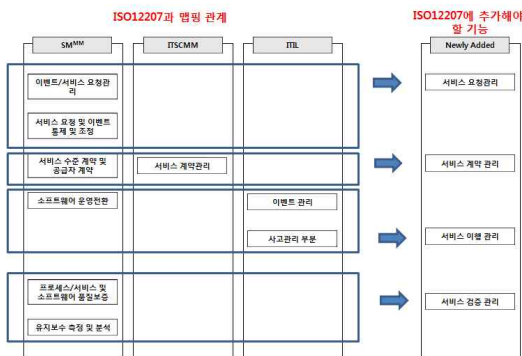 ISO12207과 맵핑 관계
ISO12207에 추가해야
할 기능
SMMM
ITSCMM
ITIL
Newly Added
이벤트/서비스 요청관
리
서비스 요청관리
서비스 요청 및 이벤트
통제 및 조정
서비스 수준 계약 및
공급자 계약
서비스 계약관리
서비스 계약 관리
소프트웨어 운영전환
이벤트 관리
사고관리 부분
서비스 이행 관리
프로세스/서비스 및
소프트웨어 품질보증
서비스 검증 관리
유지보수 측정 및 분석